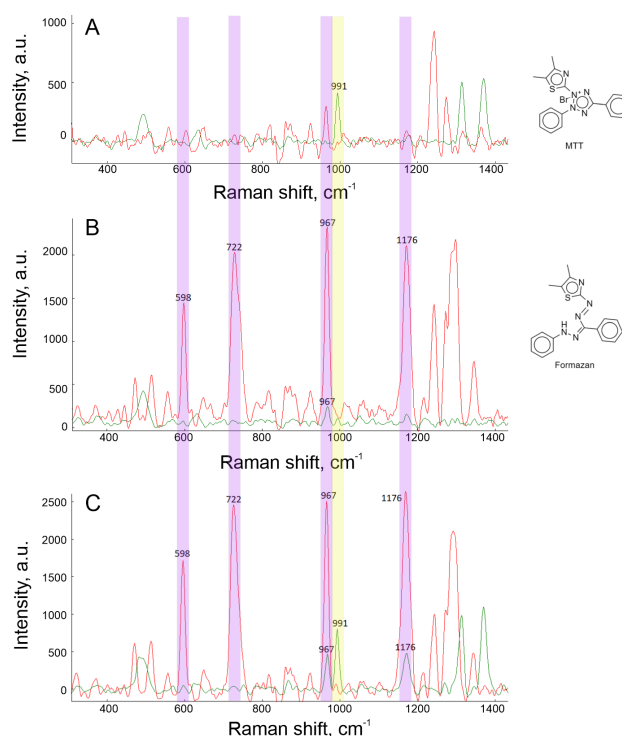 A
Intensity, a.u.
1000
500
0
991
400
600
800
1000
1200
1400
Raman shift, cm-1
N
S
N
N+
Br
N
N
N
MTT
B
Intensity, a.u.
2000
1500
1000
500
0
598
722
967
1176
967
400
600
800
1000
1200
1400
Raman shift, cm-1
N
S
N
N
H
N
N
Formazan
C
Intensity, a.u.
2500
2000
1500
1000
500
0
598
722
967
1176
991
967
1176
400
600
800
1000
1200
1400
Raman shift, cm-1